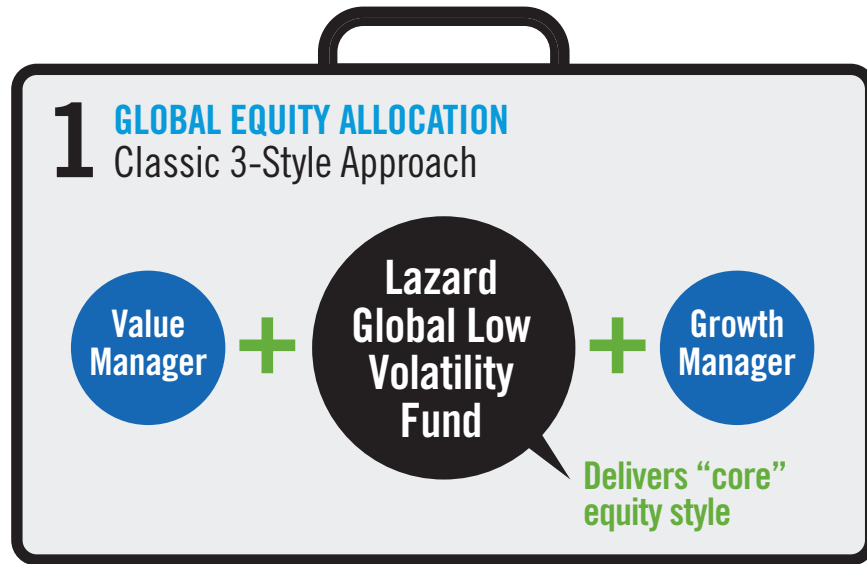 1
GLOBAL EQUITY ALLOCATION
Classic 3-Style Approach
Value
Manager
+
Lazard
Global Low
Volatility
Fund
+
Growth
Manager
Delivers “core”
equity style